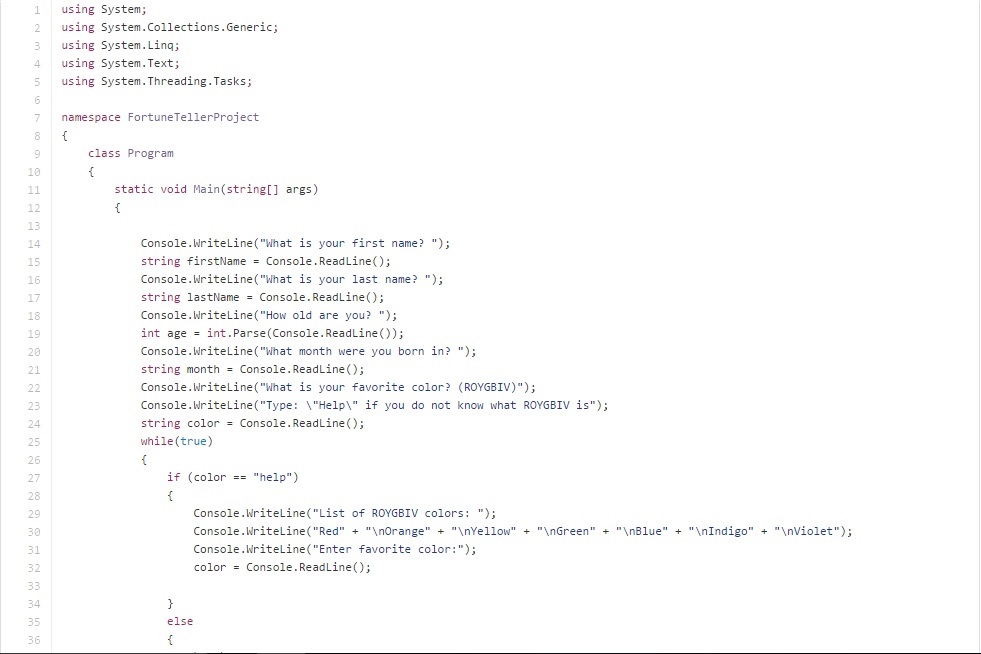 1 using System;
2 using System.Collections.Generic;
3 using System.Linq;
4 using System.Text;
5 using System.Threading.Tasks;
6
7 namespace FortuneTellerProject
8 {
9     class Program
10     {
11         static void Main(string[] args)
12         {
13
14             Console.WriteLine("What is your first name? ");
15             string firstName = Console.ReadLine();
16             Console.WriteLine("What is your last name? ");
17             string lastName = Console.ReadLine();
18             Console.WriteLine("How old are you? ");
19             int age = int.Parse(Console.ReadLine());
20             Console.WriteLine("What month were you born in? ");
21             string month = Console.ReadLine();
22             Console.WriteLine("What is your favorite color? (ROYGBIV)");
23             Console.WriteLine("Type: \"Help\" if you do not know what ROYGBIV is");
24             string color = Console.ReadLine();
25             while(true)
26             {
27                 if (color == "help")
28                 {
29                     Console.WriteLine("List of ROYGBIV colors: ");
30                     Console.WriteLine("Red" + "\nOrange" + "\nYellow" + "\nGreen" + "\nBlue" + "\nIndigo" + "\nViolet");
31                     Console.WriteLine("Enter favorite color:");
32                     color = Console.ReadLine();
33
34                 }
35                 else
36                 {